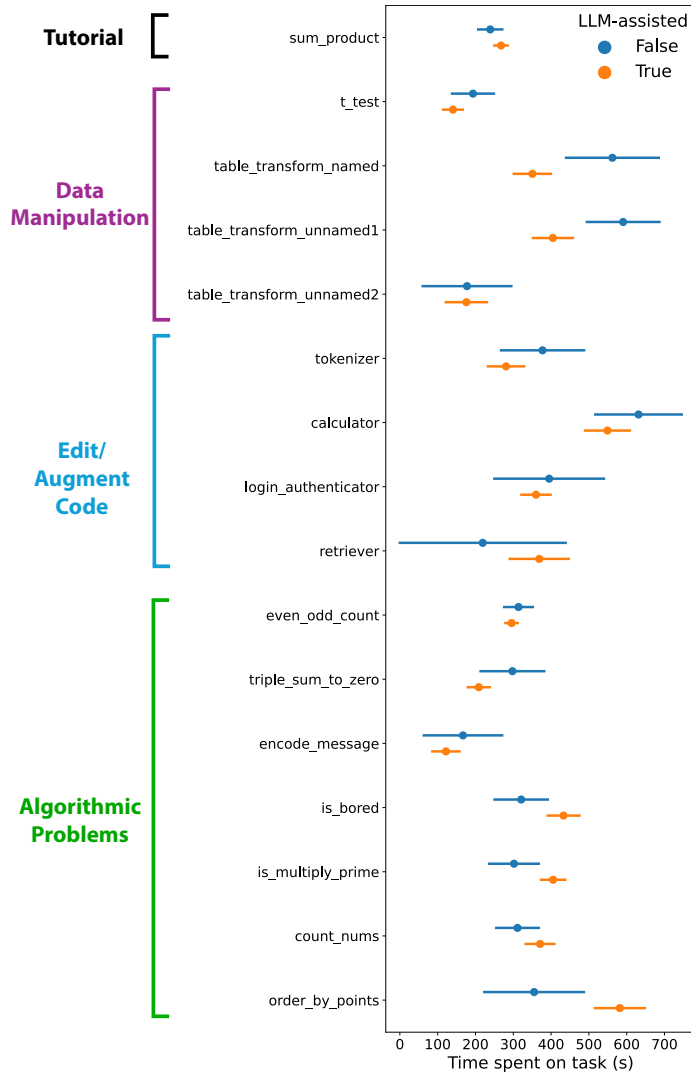 LLM-assisted
False
True
Tutorial
sum_product
Data
Manipulation
t_test
table_transform_named
table_transform_unnamed1
table_transform_unnamed2
Edit/
Augment
Code
tokenizer
calculator
login_authenticator
retriever
Algorithmic
Problems
even_odd_count
triple_sum_to_zero
encode_message
is_bored
is_multiply_prime
count_nums
order_by_points
0 100 200 300 400 500 600 700
Time spent on task (s)